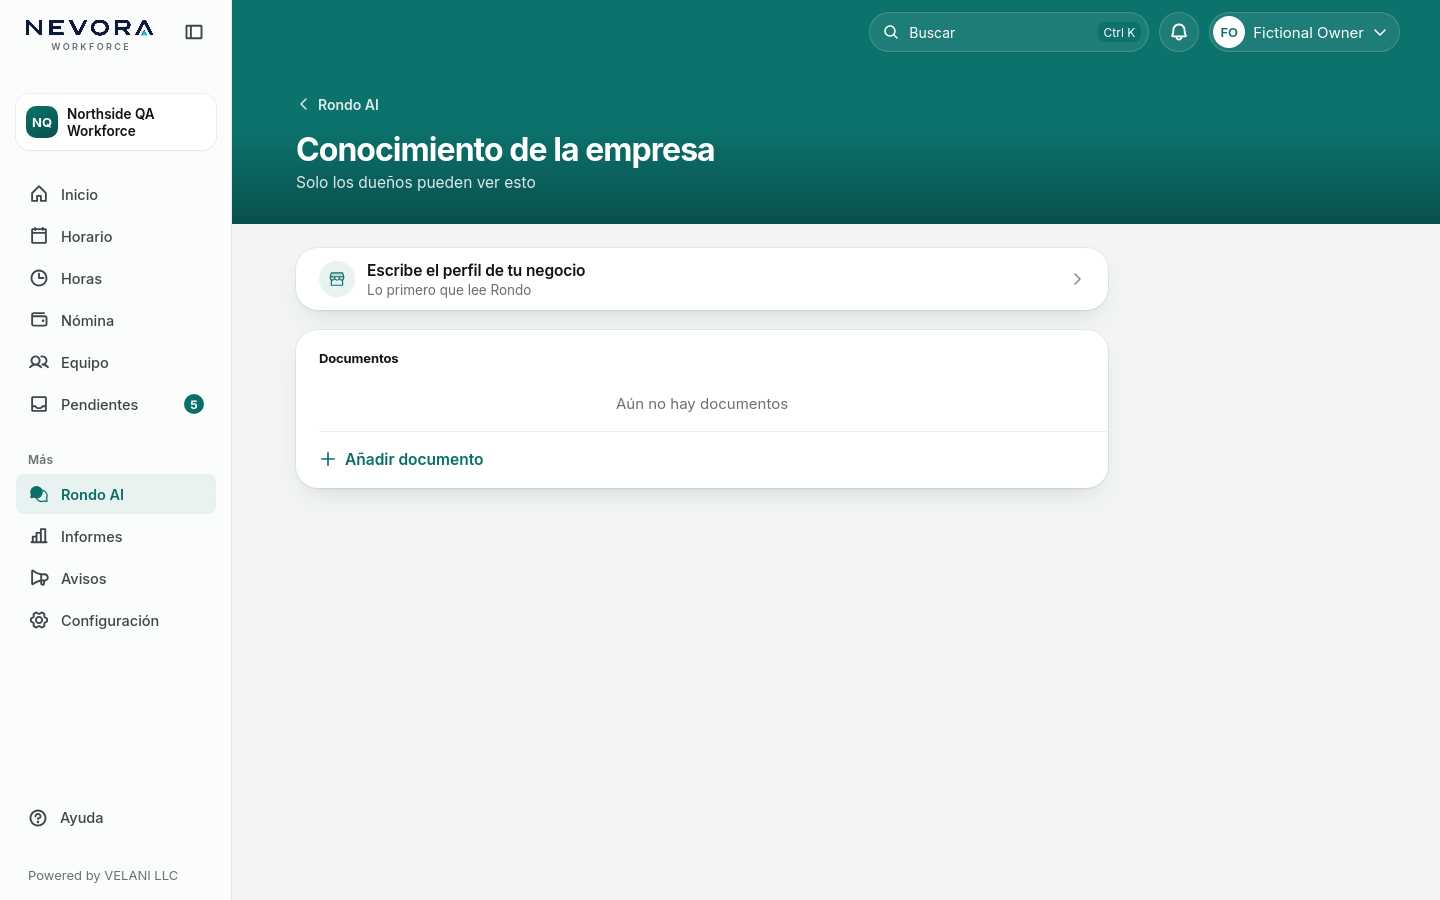 NEVORA
WORKFORCE
Buscar
Ctrl K
FO
Fictional Owner
NQ
Northside QA
Workforce
Rondo AI
Conocimiento de la empresa
Solo los dueños pueden ver esto
Inicio
Horario
Horas
Nómina
Equipo
Pendientes
5
Más
Rondo AI
Informes
Avisos
Configuración
Escribe el perfil de tu negocio
Lo primero que lee Rondo
Documentos
Aún no hay documentos
Añadir documento
Ayuda
Powered by VELANI LLC